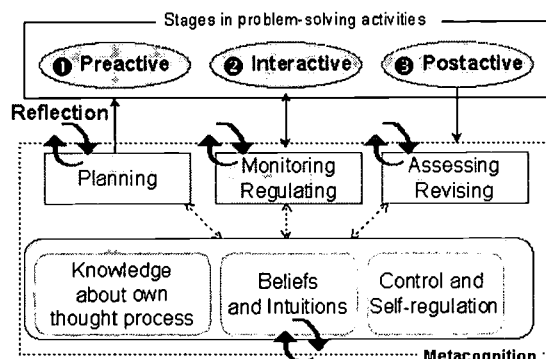 Stages in problem-solving activities
❶ Preactive
❷ Interactive
❸ Postactive
Reflection
Planning
Monitoring
Regulating
Assessing
Revising
Knowledge
about own
thought process
Beliefs
and Intuitions
Control and
Self-regulation
Metacognition